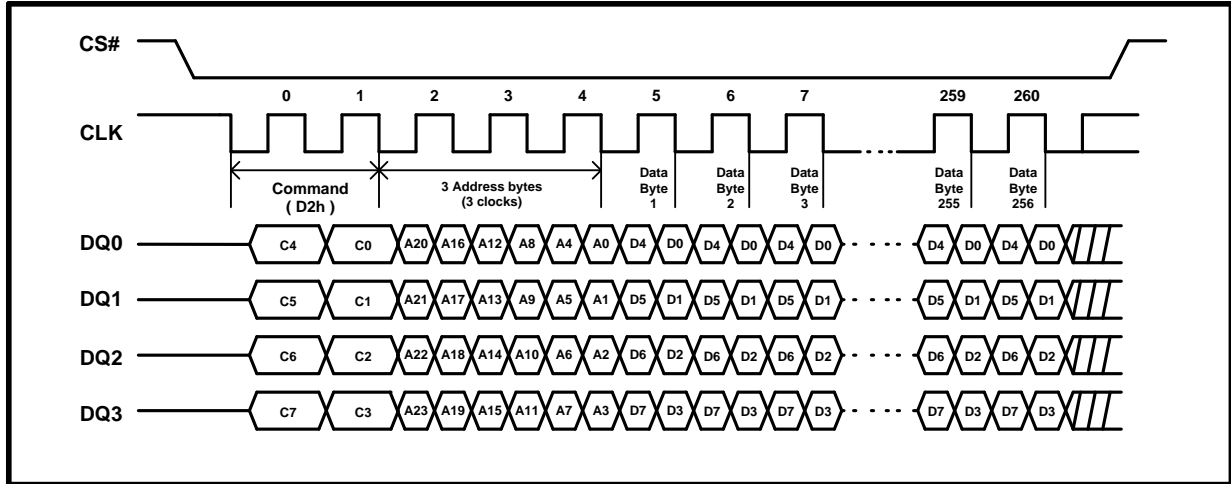 CS#
0 1 2 3 4 5 6 7 259 260
CLK
Command
( D2h )
3 Address bytes
(3 clocks)
Data
Byte
1
Data
Byte
2
Data
Byte
3
Data
Byte
255
Data
Byte
256
DQ0 C4 C0 A20 A16 A12 A8 A4 A0 D4 D0 D4 D0 D4 D0 D4 D0 D4 D0
DQ1 C5 C1 A21 A17 A13 A9 A5 A1 D5 D1 D5 D1 D5 D1 D5 D1 D5 D1
DQ2 C6 C2 A22 A18 A14 A10 A6 A2 D6 D2 D6 D2 D6 D2 D6 D2 D6 D2
DQ3 C7 C3 A23 A19 A15 A11 A7 A3 D7 D3 D7 D3 D7 D3 D7 D3 D7 D3